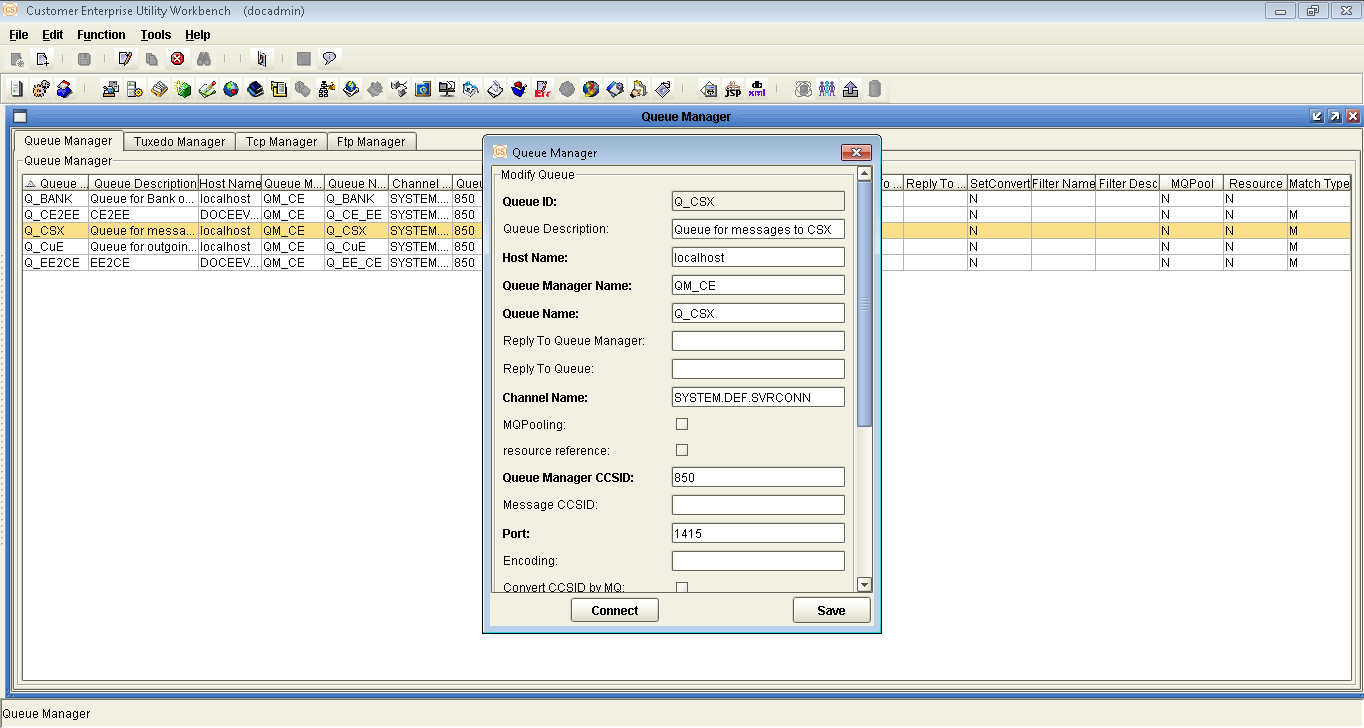 Customer Enterprise Utility Workbench (docadmin)
File Edit Function Tools Help
Queue Manager
Queue Manager Tuxedo Manager Tcp Manager Ftp Manager
Queue Manager
Queue ... Queue Description Host Name Queue M... Queue N... Channel ... Reply To ... SetConvert Filter Name Filter Desc MQPool Resource Match Type
Q_BANK Queue for Bank o... localhost QM_CE Q_BANK SYSTEM.... 850 N N N
Q_CE2EE CE2EE DOCEEV... QM_CE Q_CE_EE SYSTEM.... 850 N N N M
Q_CSX Queue for messa... localhost QM_CE Q_CSX SYSTEM.... 850 N N N M
Q_CuE Queue for outgoin... localhost QM_CE Q_CuE SYSTEM.... 850 N N N M
Q_EE2CE EE2CE DOCEEV... QM_CE Q_EE_CE SYSTEM.... 850 N N N M
Queue Manager
Modify Queue
Queue ID: Q_CSX
Queue Description: Queue for messages to CSX
Host Name: localhost
Queue Manager Name: QM_CE
Queue Name: Q_CSX
Reply To Queue Manager:
Reply To Queue:
Channel Name: SYSTEM.DEF.SVRCONN
MQPooling:
resource reference:
Queue Manager CCSID: 850
Message CCSID:
Port: 1415
Encoding:
Convert CCSID by MQ:
Connect Save
Queue Manager